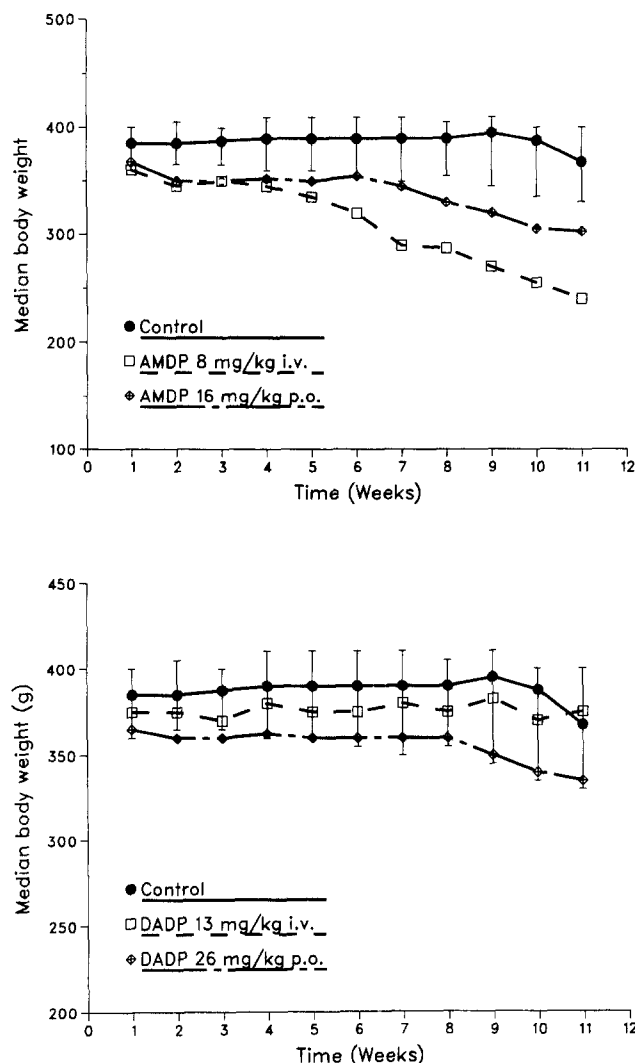 500
400
300
200
100
Median body weight
Control
AMDP 8 mg/kg i.v.
AMDP 16 mg/kg p.o.
0 1 2 3 4 5 6 7 8 9 10 11 12
Time (Weeks)
450
400
350
300
250
200
Median body weight (g)
Control
DADP 13 mg/kg i.v.
DADP 26 mg/kg p.o.
0 1 2 3 4 5 6 7 8 9 10 11 12
Time (Weeks)